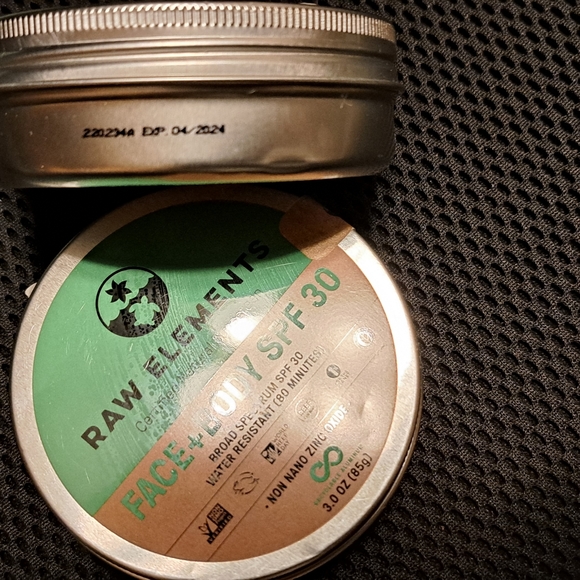 220234A EXP. 04/2024
RAW ELEMENTS
FACE + BODY SPF 30
BROAD SPECTRUM SPF 30
WATER RESISTANT (80 MINUTES)
• NON NANO ZINC OXIDE
3.0 OZ (85g)